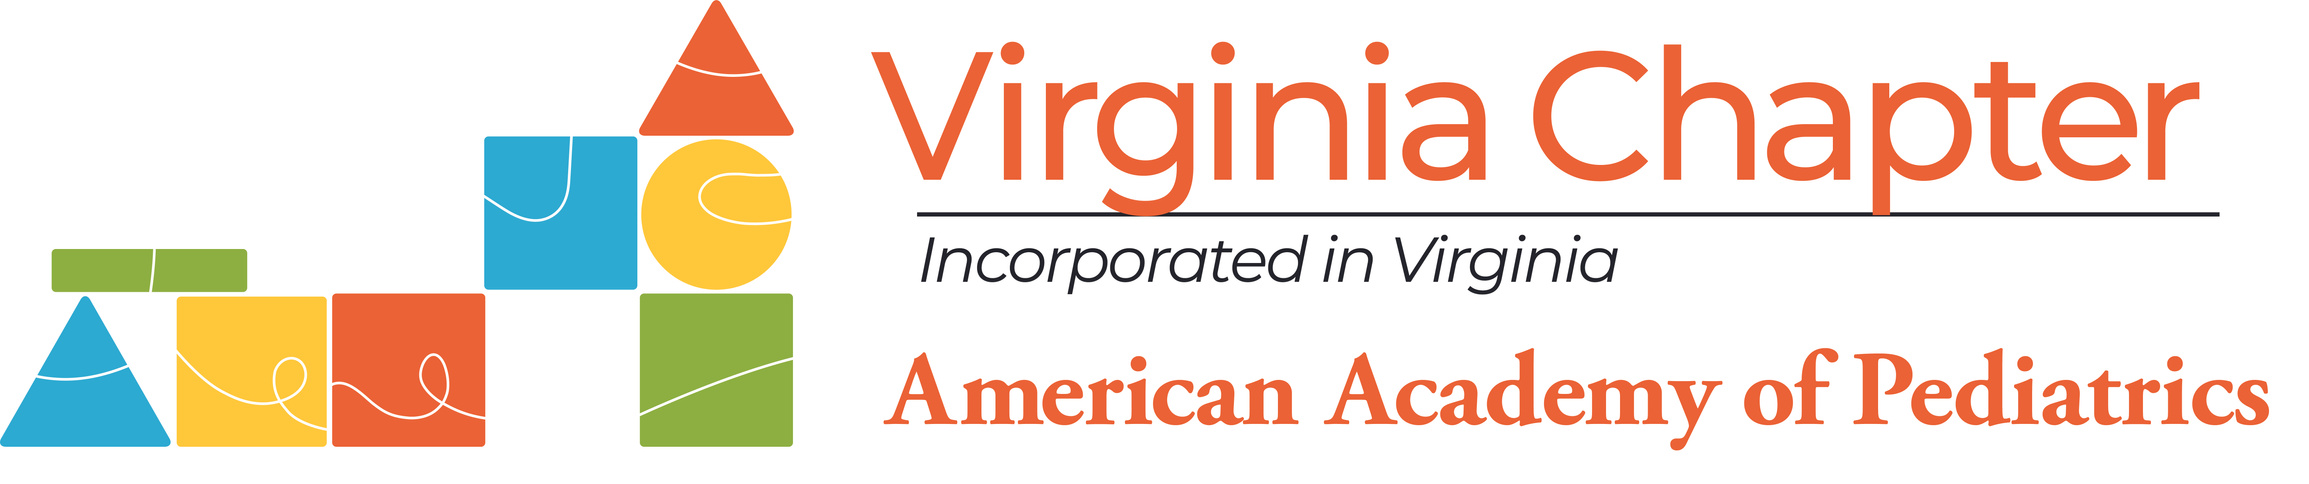 Virginia Chapter
Incorporated in Virginia
American Academy of Pediatrics